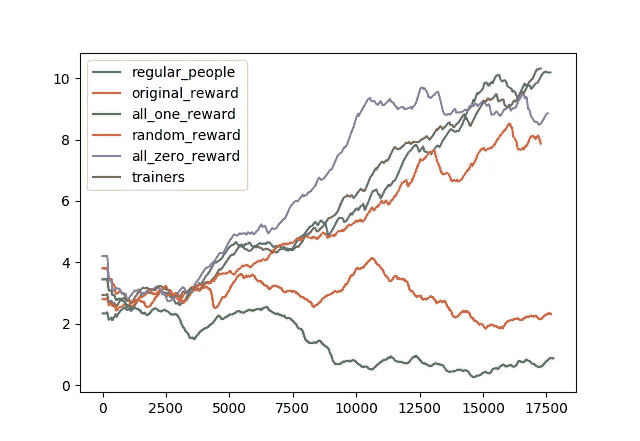 regular_people
original_reward
all_one_reward
random_reward
all_zero_reward
trainers
10
8
6
4
2
0
0 2500 5000 7500 10000 12500 15000 17500